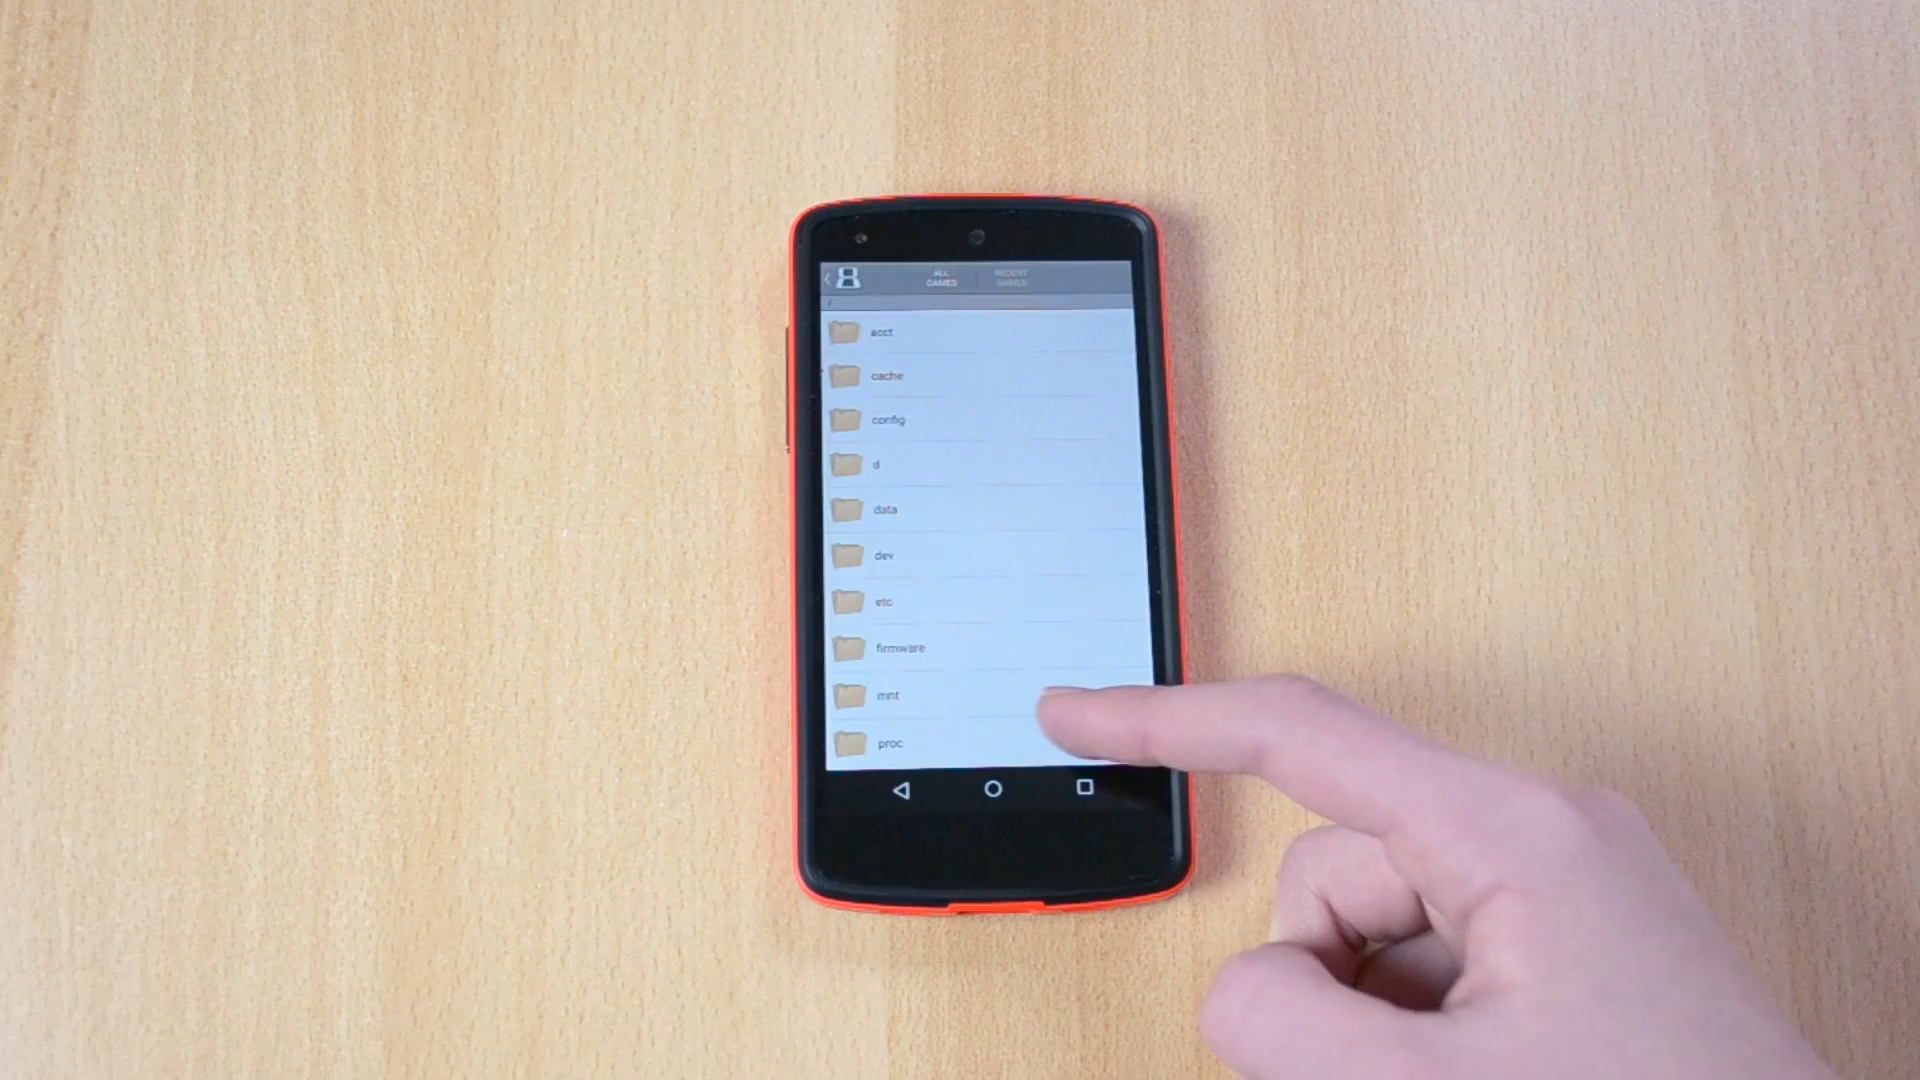 ALL
GAMES
RECENT
GAMES
/
acct
cache
config
d
data
dev
etc
firmware
mnt
proc